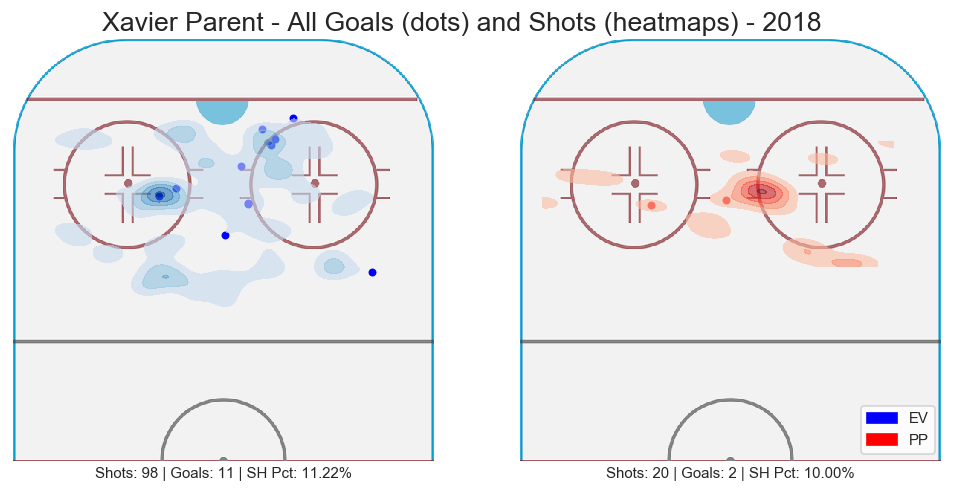 Xavier Parent - All Goals (dots) and Shots (heatmaps) - 2018
EV
PP
Shots: 98 | Goals: 11 | SH Pct: 11.22%
Shots: 20 | Goals: 2 | SH Pct: 10.00%